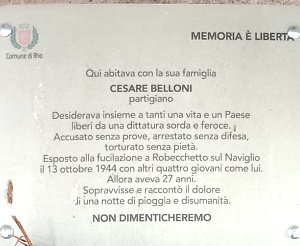 MEMORIA È LIBERTÀ
Comune di Rho
Qui abitava con la sua famiglia
CESARE BELLONI
partigiano
Desiderava insieme a tanti una vita e un Paese
liberi da una dittatura sorda e feroce.
Accusato senza prove, arrestato senza difesa,
torturato senza pietà.
Esposto alla fucilazione a Robecchetto sul Naviglio
il 13 ottobre 1944 con altri quattro giovani come lui.
Allora aveva 27 anni.
Sopravvisse e raccontò il dolore
di una notte di pioggia e disumanità.
NON DIMENTICHEREMO